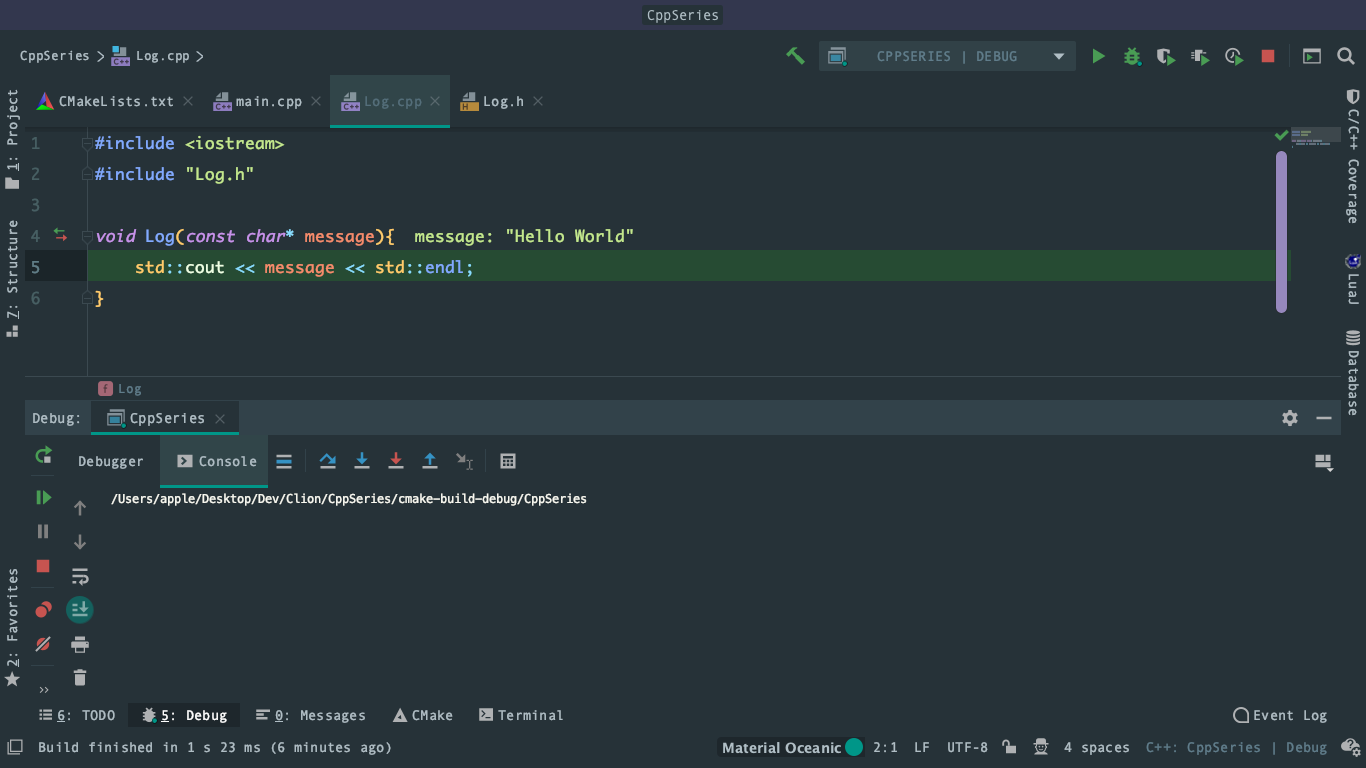 CppSeries
CppSeries > Log.cpp >
CPPSERIES | DEBUG
CMakeLists.txt
main.cpp
Log.cpp
Log.h
1: Project
7: Structure
2: Favorites
C/C++ Coverage
LuaJ
Database
1 #include <iostream>
2 #include "Log.h"
3
4 void Log(const char* message){ message: "Hello World"
5 std::cout << message << std::endl;
6 }
f Log
Debug: CppSeries
Debugger Console
/Users/apple/Desktop/Dev/Clion/CppSeries/cmake-build-debug/CppSeries
6: TODO 5: Debug 0: Messages CMake Terminal Event Log
Build finished in 1 s 23 ms (6 minutes ago) Material Oceanic 2:1 LF UTF-8 4 spaces C++: CppSeries | Debug